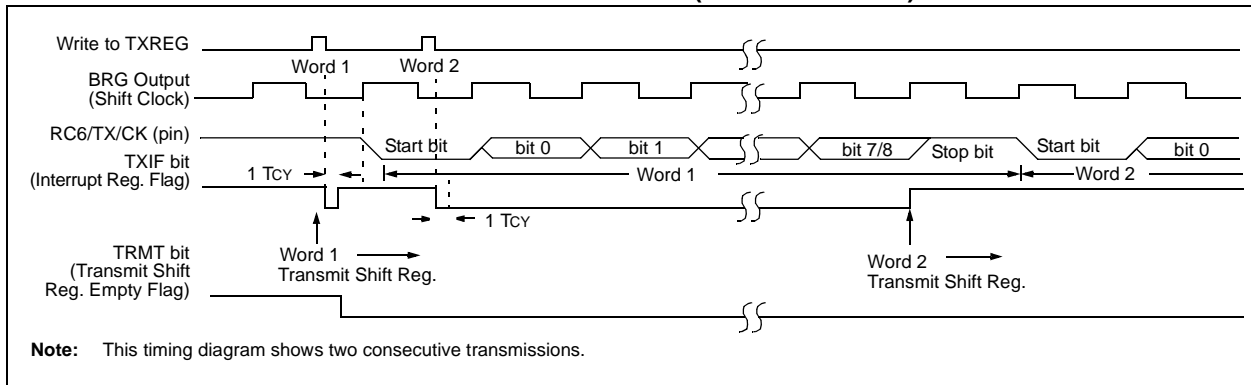 Write to TXREG
Word 1
Word 2
BRG Output
(Shift Clock)
RC6/TX/CK (pin)
Start bit
bit 0
bit 1
bit 7/8
Stop bit
Start bit
bit 0
TXIF bit
(Interrupt Reg. Flag)
1 TCY
Word 1
Word 2
1 TCY
Word 1
Transmit Shift Reg.
Word 2
Transmit Shift Reg.
TRMT bit
(Transmit Shift
Reg. Empty Flag)
Note: This timing diagram shows two consecutive transmissions.